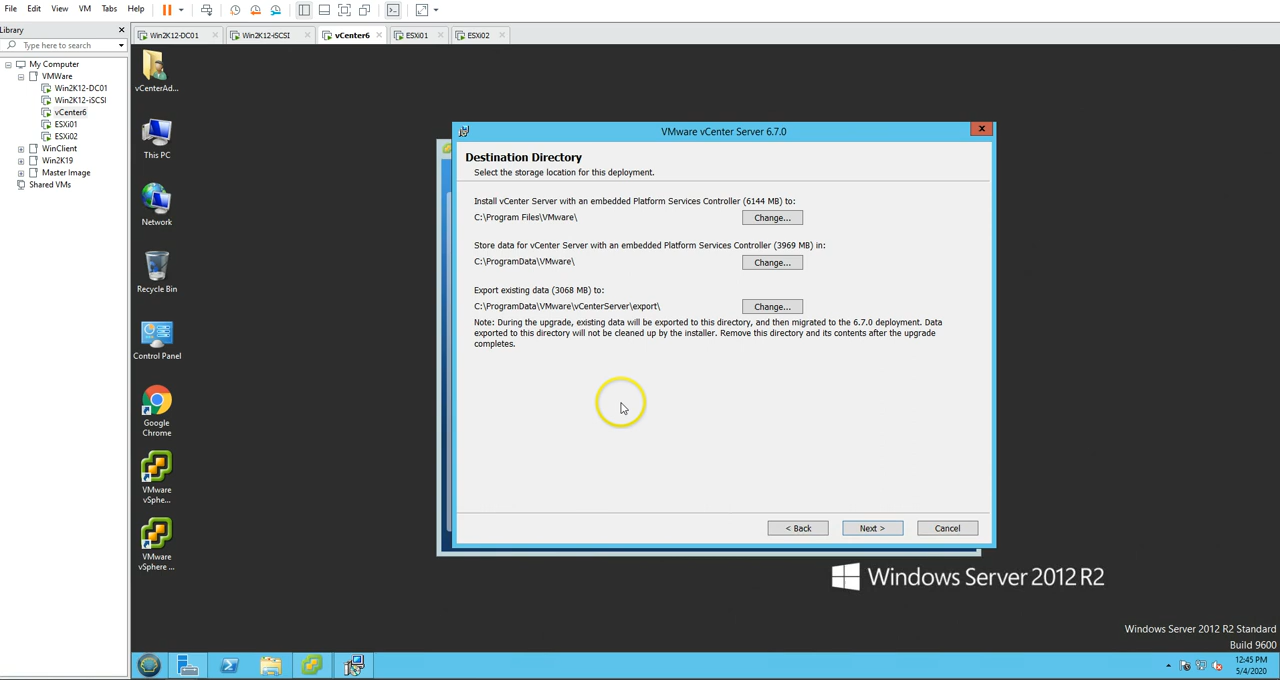 File Edit View VM Tabs Help
Library
Type here to search
Win2K12-DC01
Win2K12-iSCSI
vCenter6
ESXi01
ESXi02
My Computer
VMWare
Win2K12-DC01
Win2K12-iSCSI
vCenter6
ESXi01
ESXi02
WinClient
Win2K19
Master Image
Shared VMs
vCenterAd...
This PC
Network
Recycle Bin
Control Panel
Google
Chrome
VMware
vSphe...
VMware
vSphere ...
VMware vCenter Server 6.7.0
Destination Directory
Select the storage location for this deployment.
Install vCenter Server with an embedded Platform Services Controller (6144 MB) to:
C:\Program Files\VMware\
Change...
Store data for vCenter Server with an embedded Platform Services Controller (3969 MB) in:
C:\ProgramData\VMware\
Change...
Export existing data (3068 MB) to:
C:\ProgramData\VMware\vCenterServer\export\
Change...
Note: During the upgrade, existing data will be exported to this directory, and then migrated to the 6.7.0 deployment. Data
exported to this directory will not be cleaned up by the installer. Remove this directory and its contents after the upgrade
completes.
< Back
Next >
Cancel
Windows Server 2012 R2
Windows Server 2012 R2 Standard
Build 9600
12:45 PM
5/4/2020